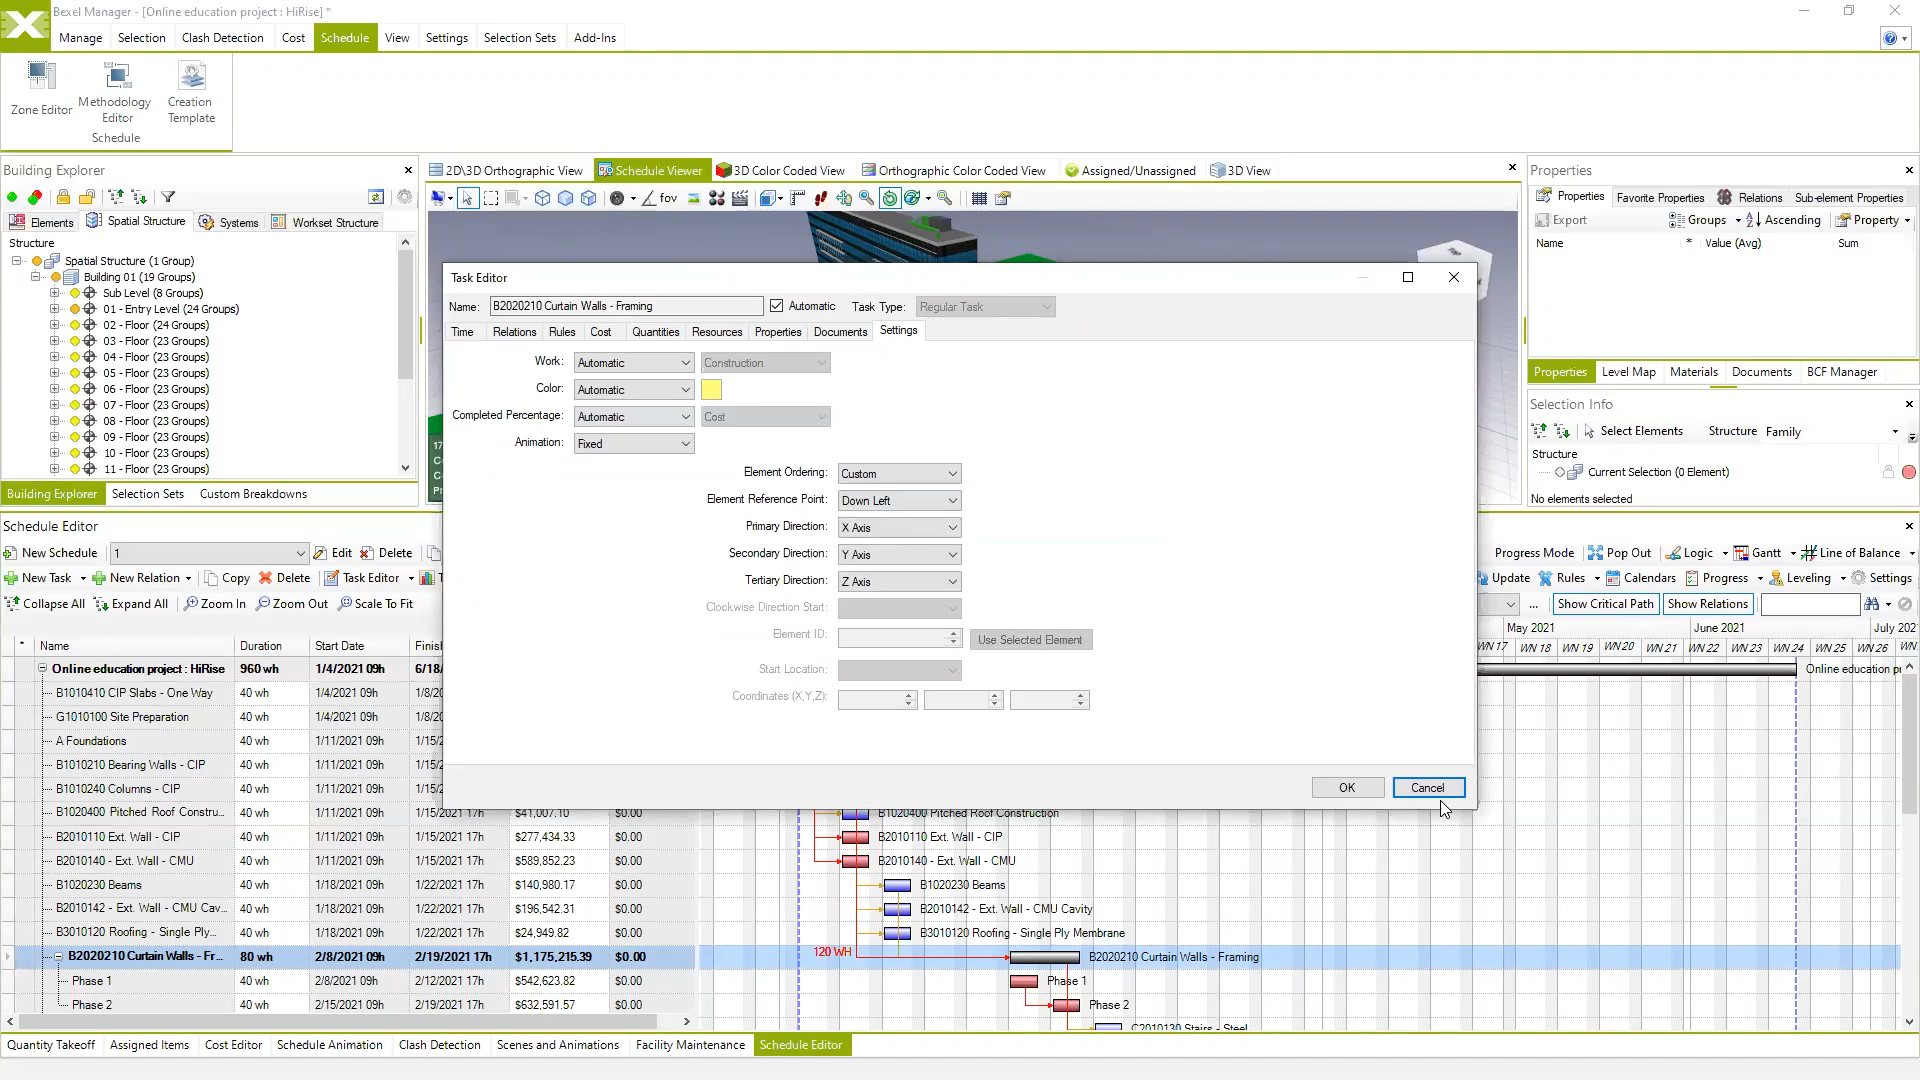 Bexel Manager - [Online education project : HiRise] *
Manage Selection Clash Detection Cost Schedule View Settings Selection Sets Add-Ins
Zone Editor Methodology Editor Creation Template
Schedule
Building Explorer
Elements Spatial Structure Systems Workset Structure
Structure
Spatial Structure (1 Group)
Building 01 (19 Groups)
Sub Level (8 Groups)
01 - Entry Level (24 Groups)
02 - Floor (24 Groups)
03 - Floor (23 Groups)
04 - Floor (23 Groups)
05 - Floor (23 Groups)
06 - Floor (23 Groups)
07 - Floor (23 Groups)
08 - Floor (23 Groups)
09 - Floor (23 Groups)
10 - Floor (23 Groups)
11 - Floor (23 Groups)
Building Explorer Selection Sets Custom Breakdowns
2D\3D Orthographic View Schedule Viewer 3D Color Coded View Orthographic Color Coded View Assigned/Unassigned 3D View
fov
Properties
Properties Favorite Properties Relations Sub-element Properties
Export Groups Ascending Property
Name * Value (Avg) Sum
Properties Level Map Materials Documents BCF Manager
Selection Info
Select Elements Structure Family
Structure
Current Selection (0 Element)
No elements selected
Task Editor
Name: B2020210 Curtain Walls - Framing Automatic Task Type: Regular Task
Time Relations Rules Cost Quantities Resources Properties Documents Settings
Work: Automatic Construction
Color: Automatic
Completed Percentage: Automatic Cost
Animation: Fixed
Element Ordering: Custom
Element Reference Point: Down Left
Primary Direction: X Axis
Secondary Direction: Y Axis
Tertiary Direction: Z Axis
Clockwise Direction Start:
Element ID: Use Selected Element
Start Location:
Coordinates (X,Y,Z):
OK Cancel
Schedule Editor
New Schedule 1 Edit Delete
Progress Mode Pop Out Logic Gantt Line of Balance
New Task New Relation Copy Delete Task Editor
Update Rules Calendars Progress Leveling Settings
Collapse All Expand All Zoom In Zoom Out Scale To Fit
... Show Critical Path Show Relations
Name Duration Start Date
May 2021 June 2021
WN 18 WN 19 WN 20 WN 21 WN 22 WN 23 WN 24 WN 25 WN 26
Online education project : HiRise 960 wh 1/4/2021 09h
B1010410 CIP Slabs - One Way 40 wh 1/4/2021 09h
G1010100 Site Preparation 40 wh 1/4/2021 09h
A Foundations 40 wh 1/11/2021 09h
B1010210 Bearing Walls - CIP 40 wh 1/11/2021 09h
B1010240 Columns - CIP 40 wh 1/11/2021 09h
B1020400 Pitched Roof Constru... 40 wh 1/11/2021 09h 1/15/2021 17h $41,007.10 $0.00 B1020400 Pitched Roof Construction
B2010110 Ext. Wall - CIP 40 wh 1/11/2021 09h 1/15/2021 17h $277,434.33 $0.00 B2010110 Ext. Wall - CIP
B2010140 - Ext. Wall - CMU 40 wh 1/11/2021 09h 1/15/2021 17h $589,852.23 $0.00 B2010140 - Ext. Wall - CMU
B1020230 Beams 40 wh 1/18/2021 09h 1/22/2021 17h $140,980.17 $0.00 B1020230 Beams
B2010142 - Ext. Wall - CMU Cav... 40 wh 1/18/2021 09h 1/22/2021 17h $196,542.31 $0.00 B2010142 - Ext. Wall - CMU Cavity
B3010120 Roofing - Single Ply... 40 wh 1/18/2021 09h 1/22/2021 17h $24,949.82 $0.00 B3010120 Roofing - Single Ply Membrane
B2020210 Curtain Walls - Fr... 80 wh 2/8/2021 09h 2/19/2021 17h $1,175,215.39 $0.00 120 WH B2020210 Curtain Walls - Framing
Phase 1 40 wh 2/8/2021 09h 2/12/2021 17h $542,623.82 $0.00 Phase 1
Phase 2 40 wh 2/15/2021 09h 2/19/2021 17h $632,591.57 $0.00 Phase 2
C2010130 Stairs - Steel
Quantity Takeoff Assigned Items Cost Editor Schedule Animation Clash Detection Scenes and Animations Facility Maintenance Schedule Editor